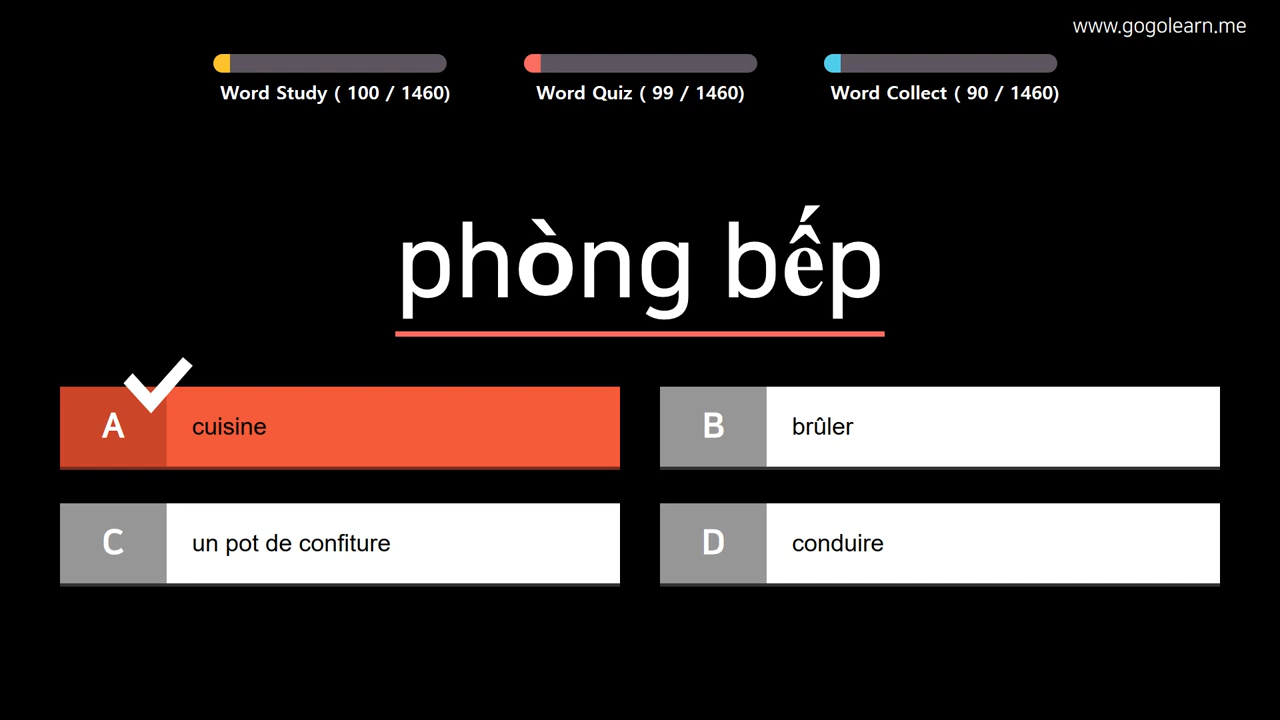 www.gogolearn.me
Word Study ( 100 / 1460)
Word Quiz ( 99 / 1460)
Word Collect ( 90 / 1460)
phòng bếp
A cuisine
B brûler
C un pot de confiture
D conduire